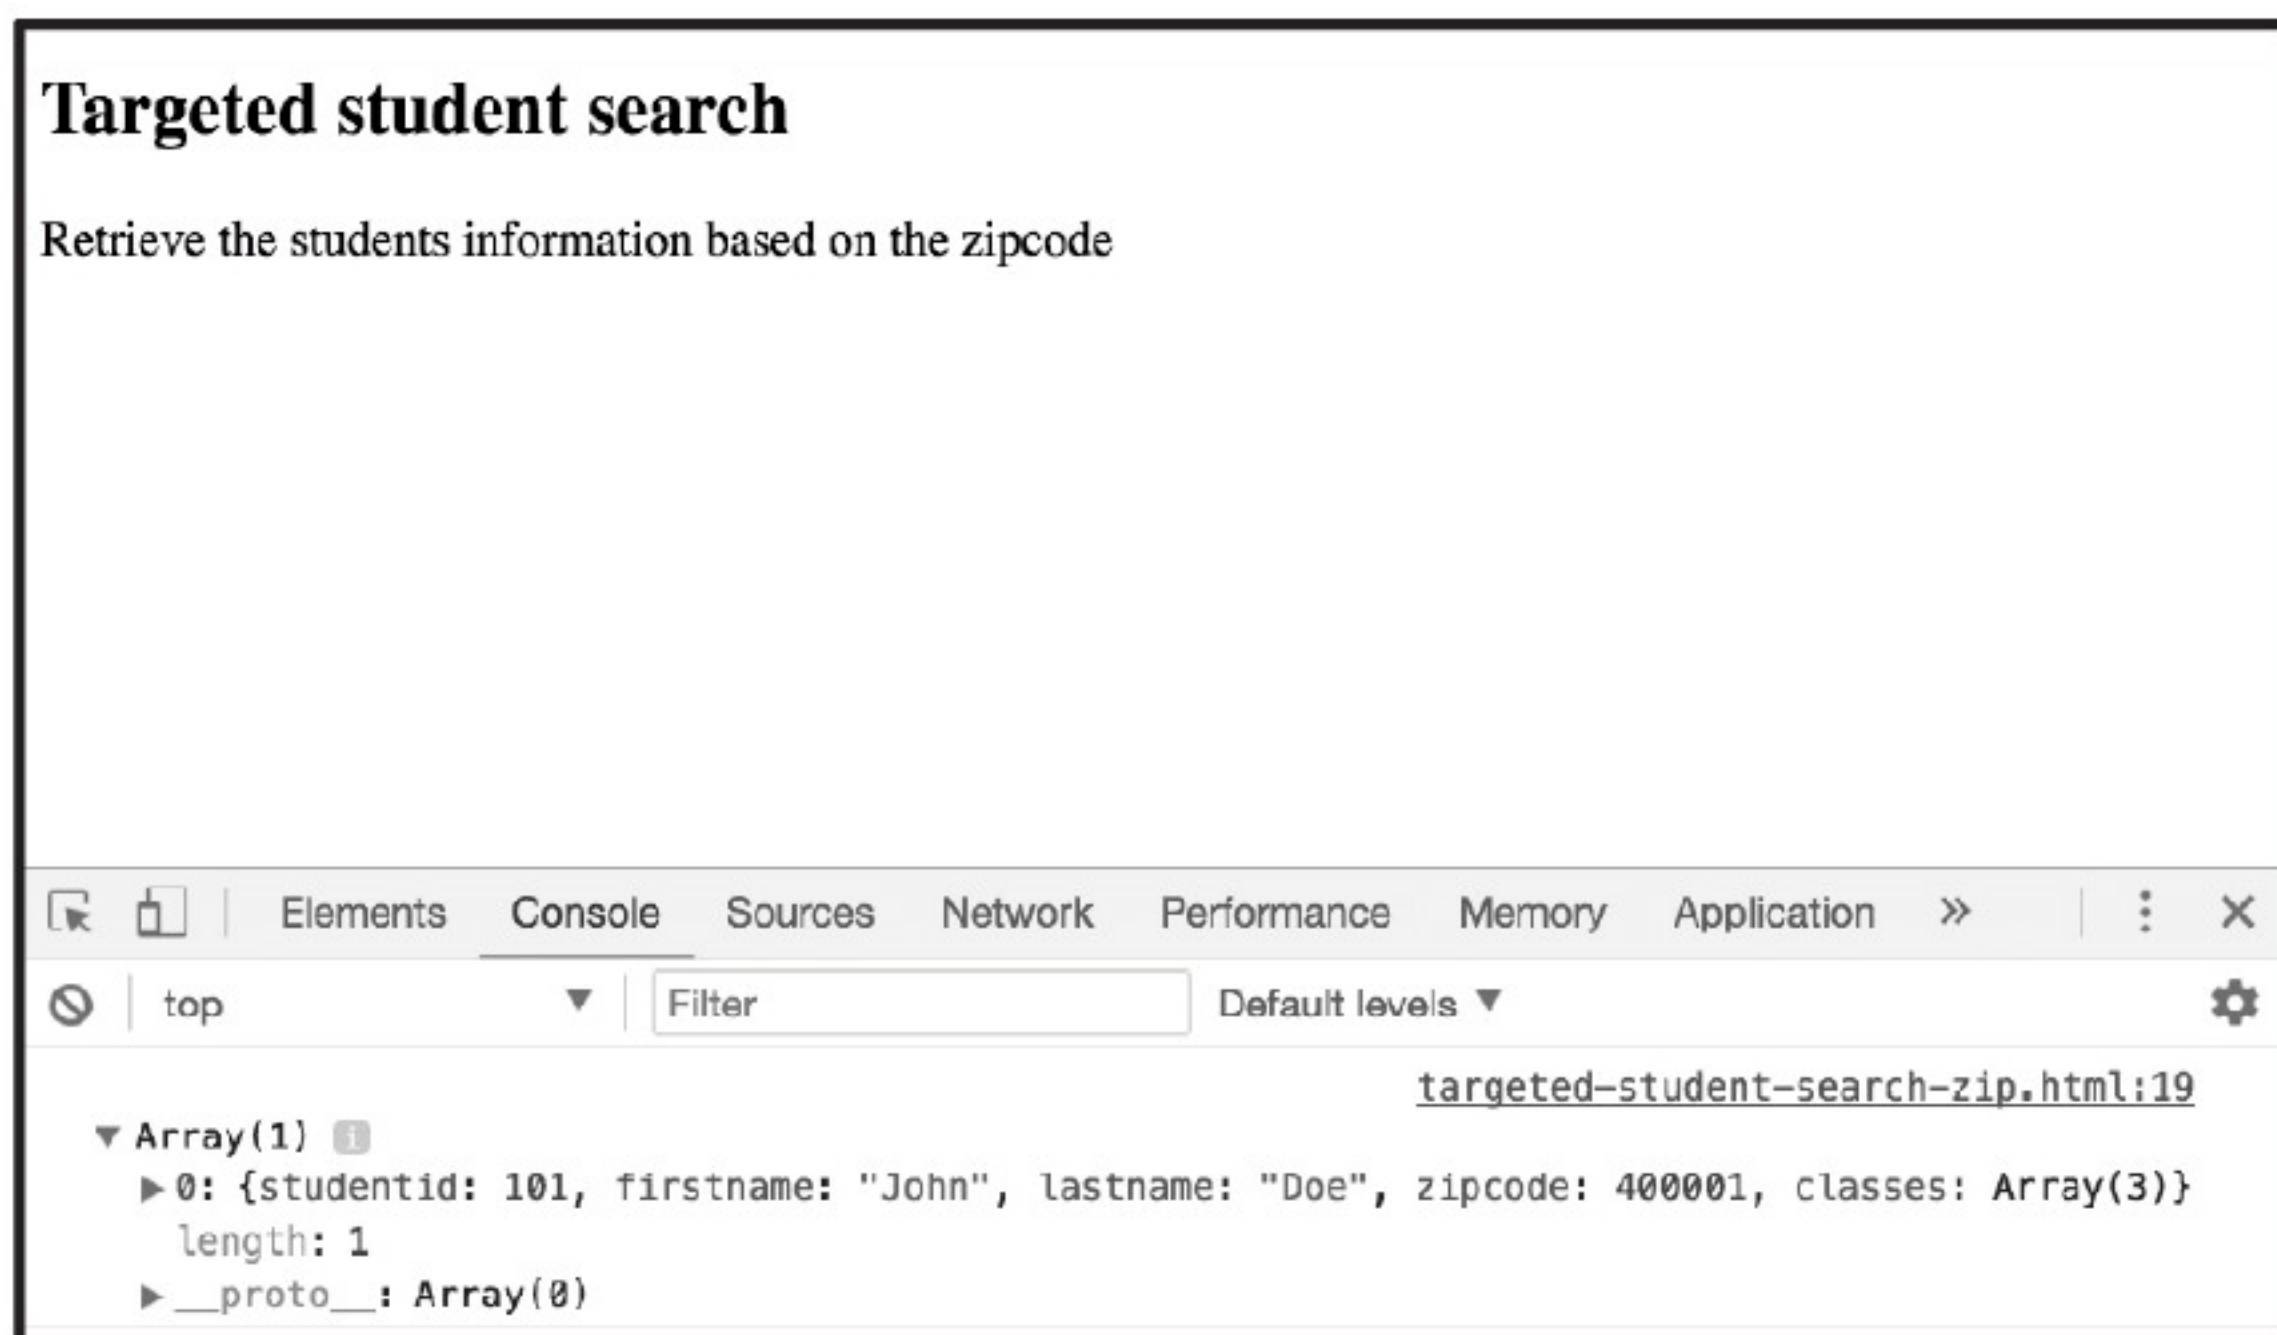 Targeted student search
Retrieve the students information based on the zipcode
Elements Console Sources Network Performance Memory Application »
top ▼ Filter Default levels ▼
targeted-student-search-zip.html:19
▼ Array(1) i
▶ 0: {studentid: 101, firstname: "John", lastname: "Doe", zipcode: 400001, classes: Array(3)}
length: 1
▶ __proto__: Array(0)